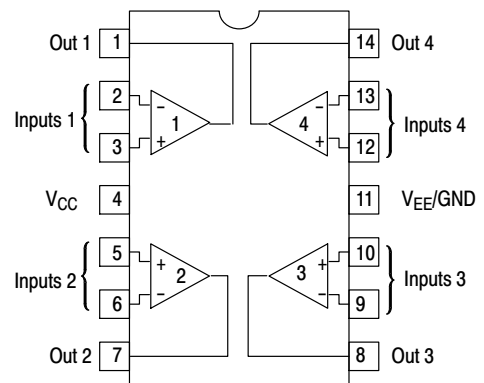 Out 1 1 14 Out 4
2 - - 13
Inputs 1 1 4 Inputs 4
3 + + 12
VCC 4 11 VEE/GND
5 + + 10
Inputs 2 2 3 Inputs 3
6 - - 9
Out 2 7 8 Out 3